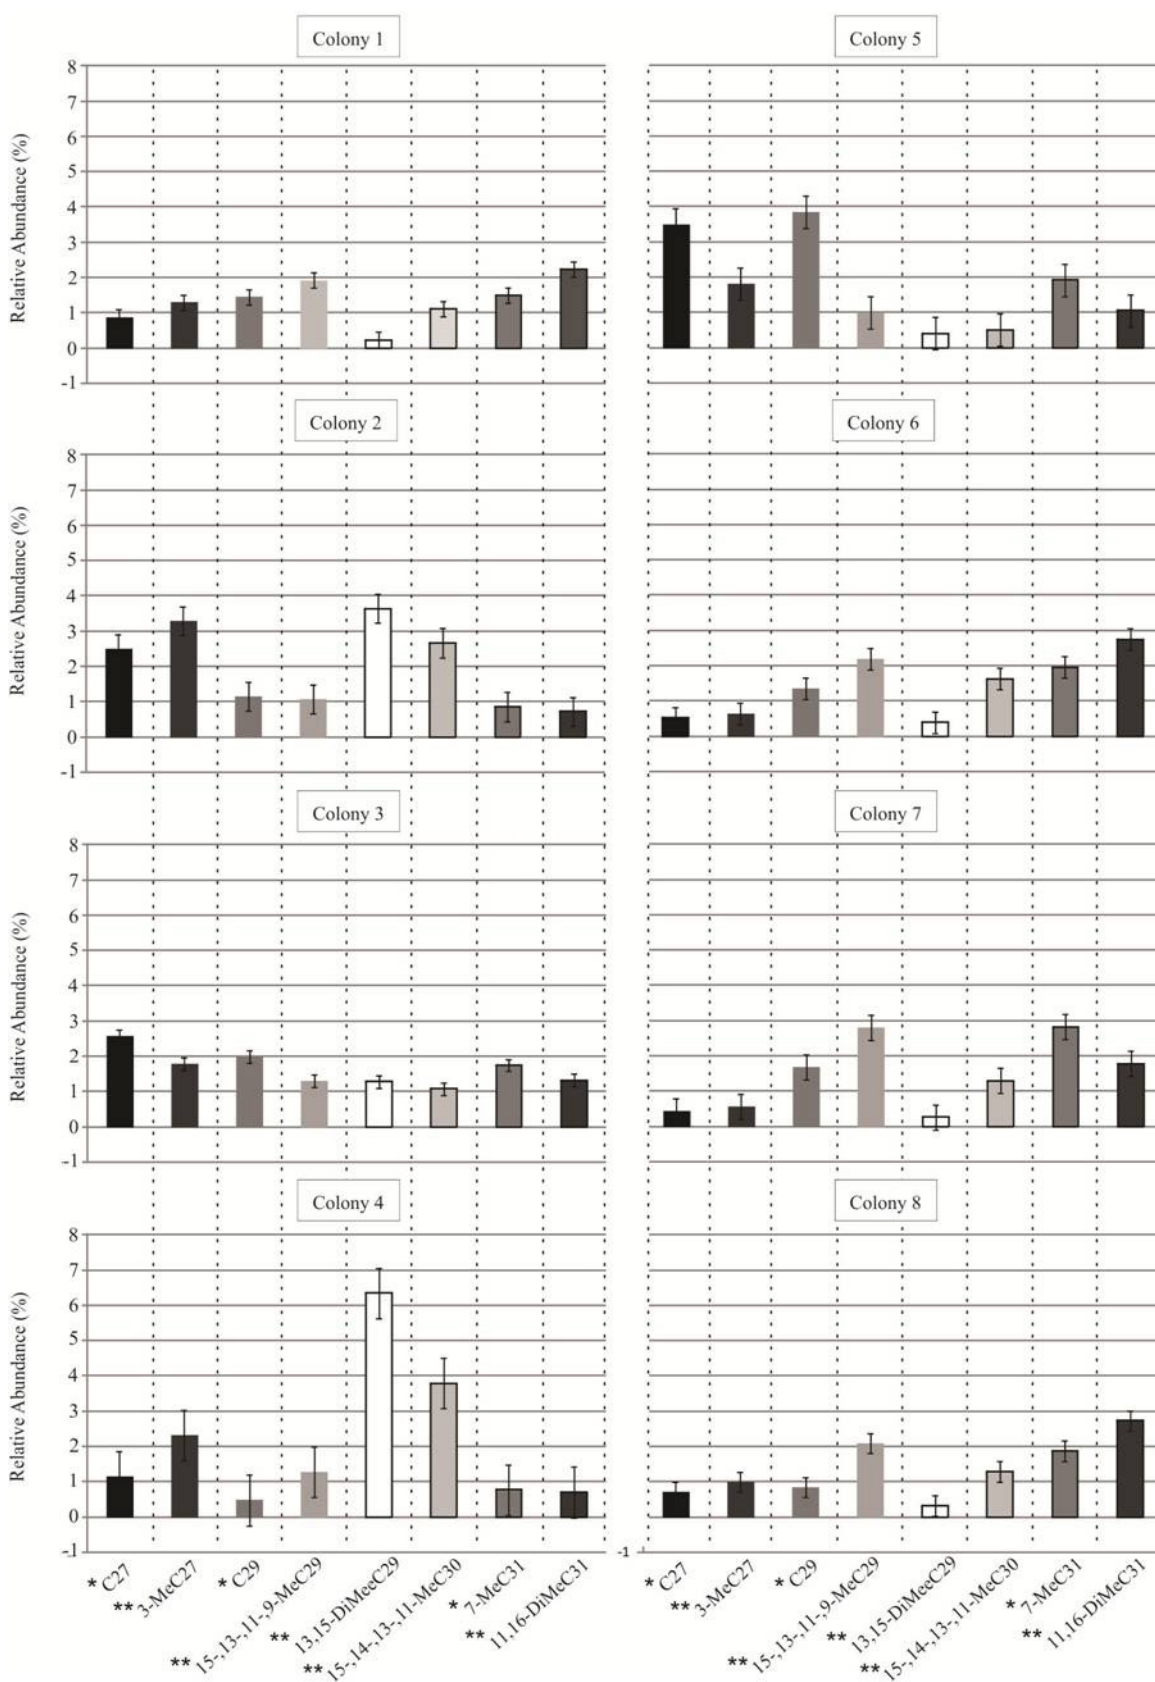 Colony 1
Colony 5
Relative Abundance (%)
8
7
6
5
4
3
2
1
0
-1
Colony 2
Colony 6
Relative Abundance (%)
8
7
6
5
4
3
2
1
0
-1
Colony 3
Colony 7
Relative Abundance (%)
8
7
6
5
4
3
2
1
0
-1
Colony 4
Colony 8
Relative Abundance (%)
8
7
6
5
4
3
2
1
0
-1
-1
* C27
** 3-MeC27
* C29
** 15-,13-,11-,9-MeC29
** 13,15-DiMeeC29
** 15-,14-,13-,11-MeC30
* 7-MeC31
** 11,16-DiMeC31
* C27
** 3-MeC27
* C29
** 15-,13-,11-,9-MeC29
** 13,15-DiMeeC29
** 15-,14-,13-,11-MeC30
* 7-MeC31
** 11,16-DiMeC31